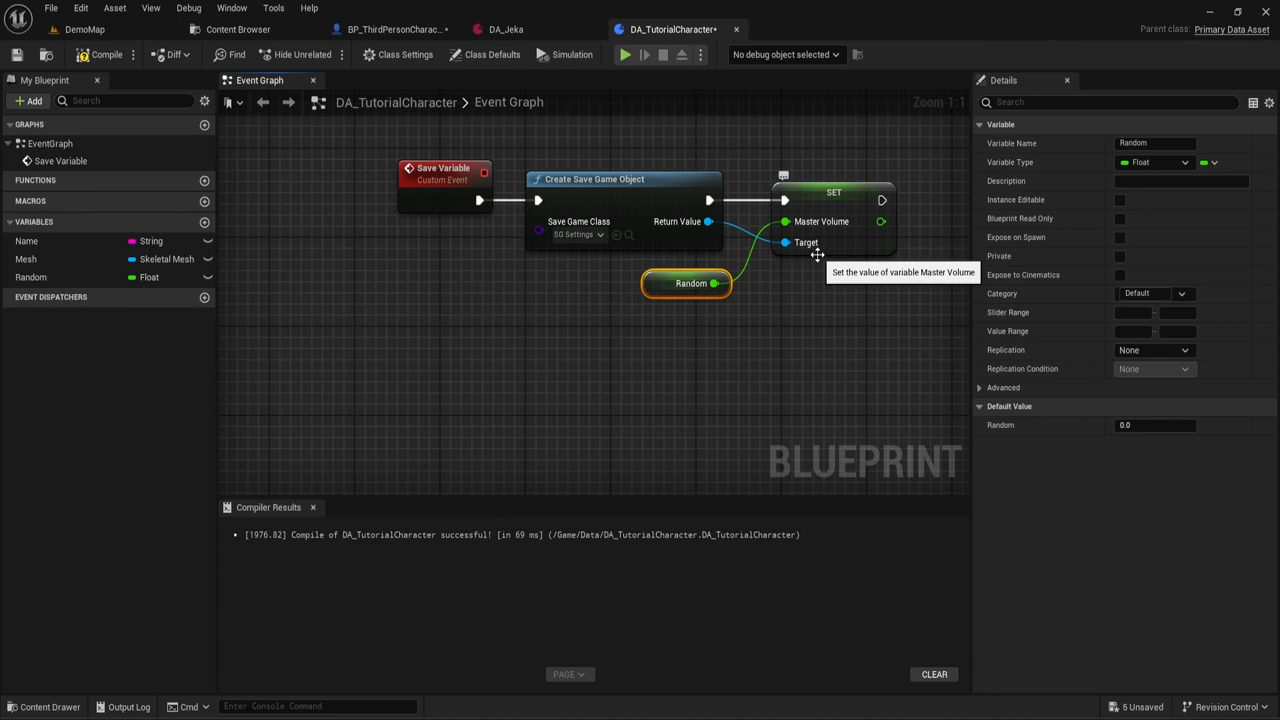 File Edit Asset View Debug Window Tools Help
DemoMap Content Browser BP_ThirdPersonCharac..• DA_Jeka DA_TutorialCharacter•
Parent class: Primary Data Asset
Compile Diff Find Hide Unrelated Class Settings Class Defaults Simulation No debug object selected
My Blueprint
Add Search
GRAPHS
EventGraph
Save Variable
FUNCTIONS
MACROS
VARIABLES
Name String
Mesh Skeletal Mesh
Random Float
EVENT DISPATCHERS
Event Graph
DA_TutorialCharacter > Event Graph Zoom 1:1
Save Variable
Custom Event
Create Save Game Object
Save Game Class
SG Settings
Return Value
SET
Master Volume
Target
Random
Set the value of variable Master Volume
BLUEPRINT
Compiler Results
• [1976.82] Compile of DA_TutorialCharacter successful! [in 69 ms] (/Game/Data/DA_TutorialCharacter.DA_TutorialCharacter)
PAGE
CLEAR
Details
Search
Variable
Variable Name Random
Variable Type Float
Description
Instance Editable
Blueprint Read Only
Expose on Spawn
Private
Expose to Cinematics
Category Default
Slider Range
Value Range
Replication None
Replication Condition None
Advanced
Default Value
Random 0.0
Content Drawer Output Log Cmd Enter Console Command 5 Unsaved Revision Control